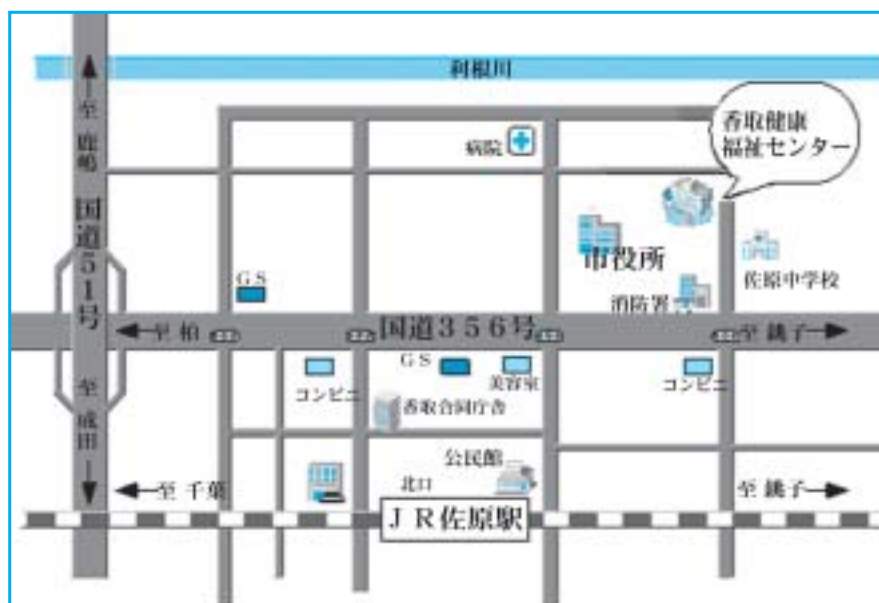 利根川
至 鹿嶋
国道51号
至 成田
病院
香取健康
福祉センター
市役所
佐原中学校
消防署
GS
至 柏
国道356号
至 銚子
コンビニ
GS
美容室
コンビニ
香取合同庁舎
公民館
北口
至 千葉
至 銚子
JR佐原駅